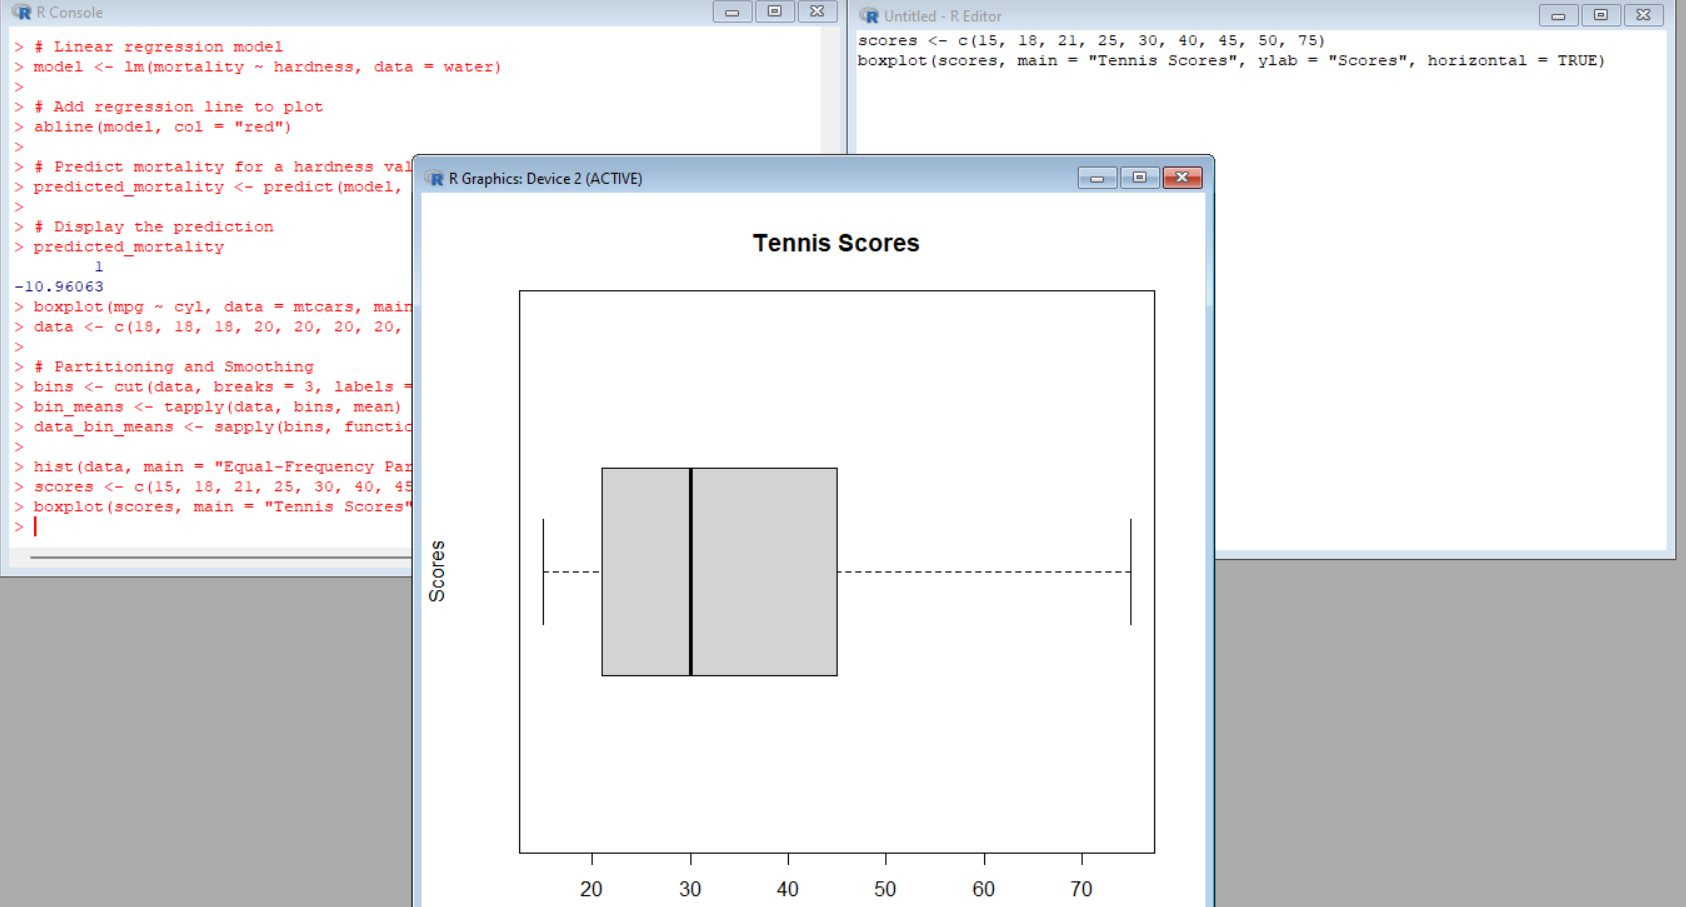 R Console
> # Linear regression model
> model <- lm(mortality ~ hardness, data = water)
>
> # Add regression line to plot
> abline(model, col = "red")
>
> # Predict mortality for a hardness val
> predicted_mortality <- predict(model,
>
> # Display the prediction
> predicted_mortality
1
-10.96063
> boxplot(mpg ~ cyl, data = mtcars, main
> data <- c(18, 18, 18, 20, 20, 20, 20,
>
> # Partitioning and Smoothing
> bins <- cut(data, breaks = 3, labels =
> bin_means <- tapply(data, bins, mean)
> data_bin_means <- sapply(bins, functio
>
> hist(data, main = "Equal-Frequency Par
> scores <- c(15, 18, 21, 25, 30, 40, 45
> boxplot(scores, main = "Tennis Scores"
>
Untitled - R Editor
scores <- c(15, 18, 21, 25, 30, 40, 45, 50, 75)
boxplot(scores, main = "Tennis Scores", ylab = "Scores", horizontal = TRUE)
R Graphics: Device 2 (ACTIVE)
Tennis Scores
Scores
20 30 40 50 60 70